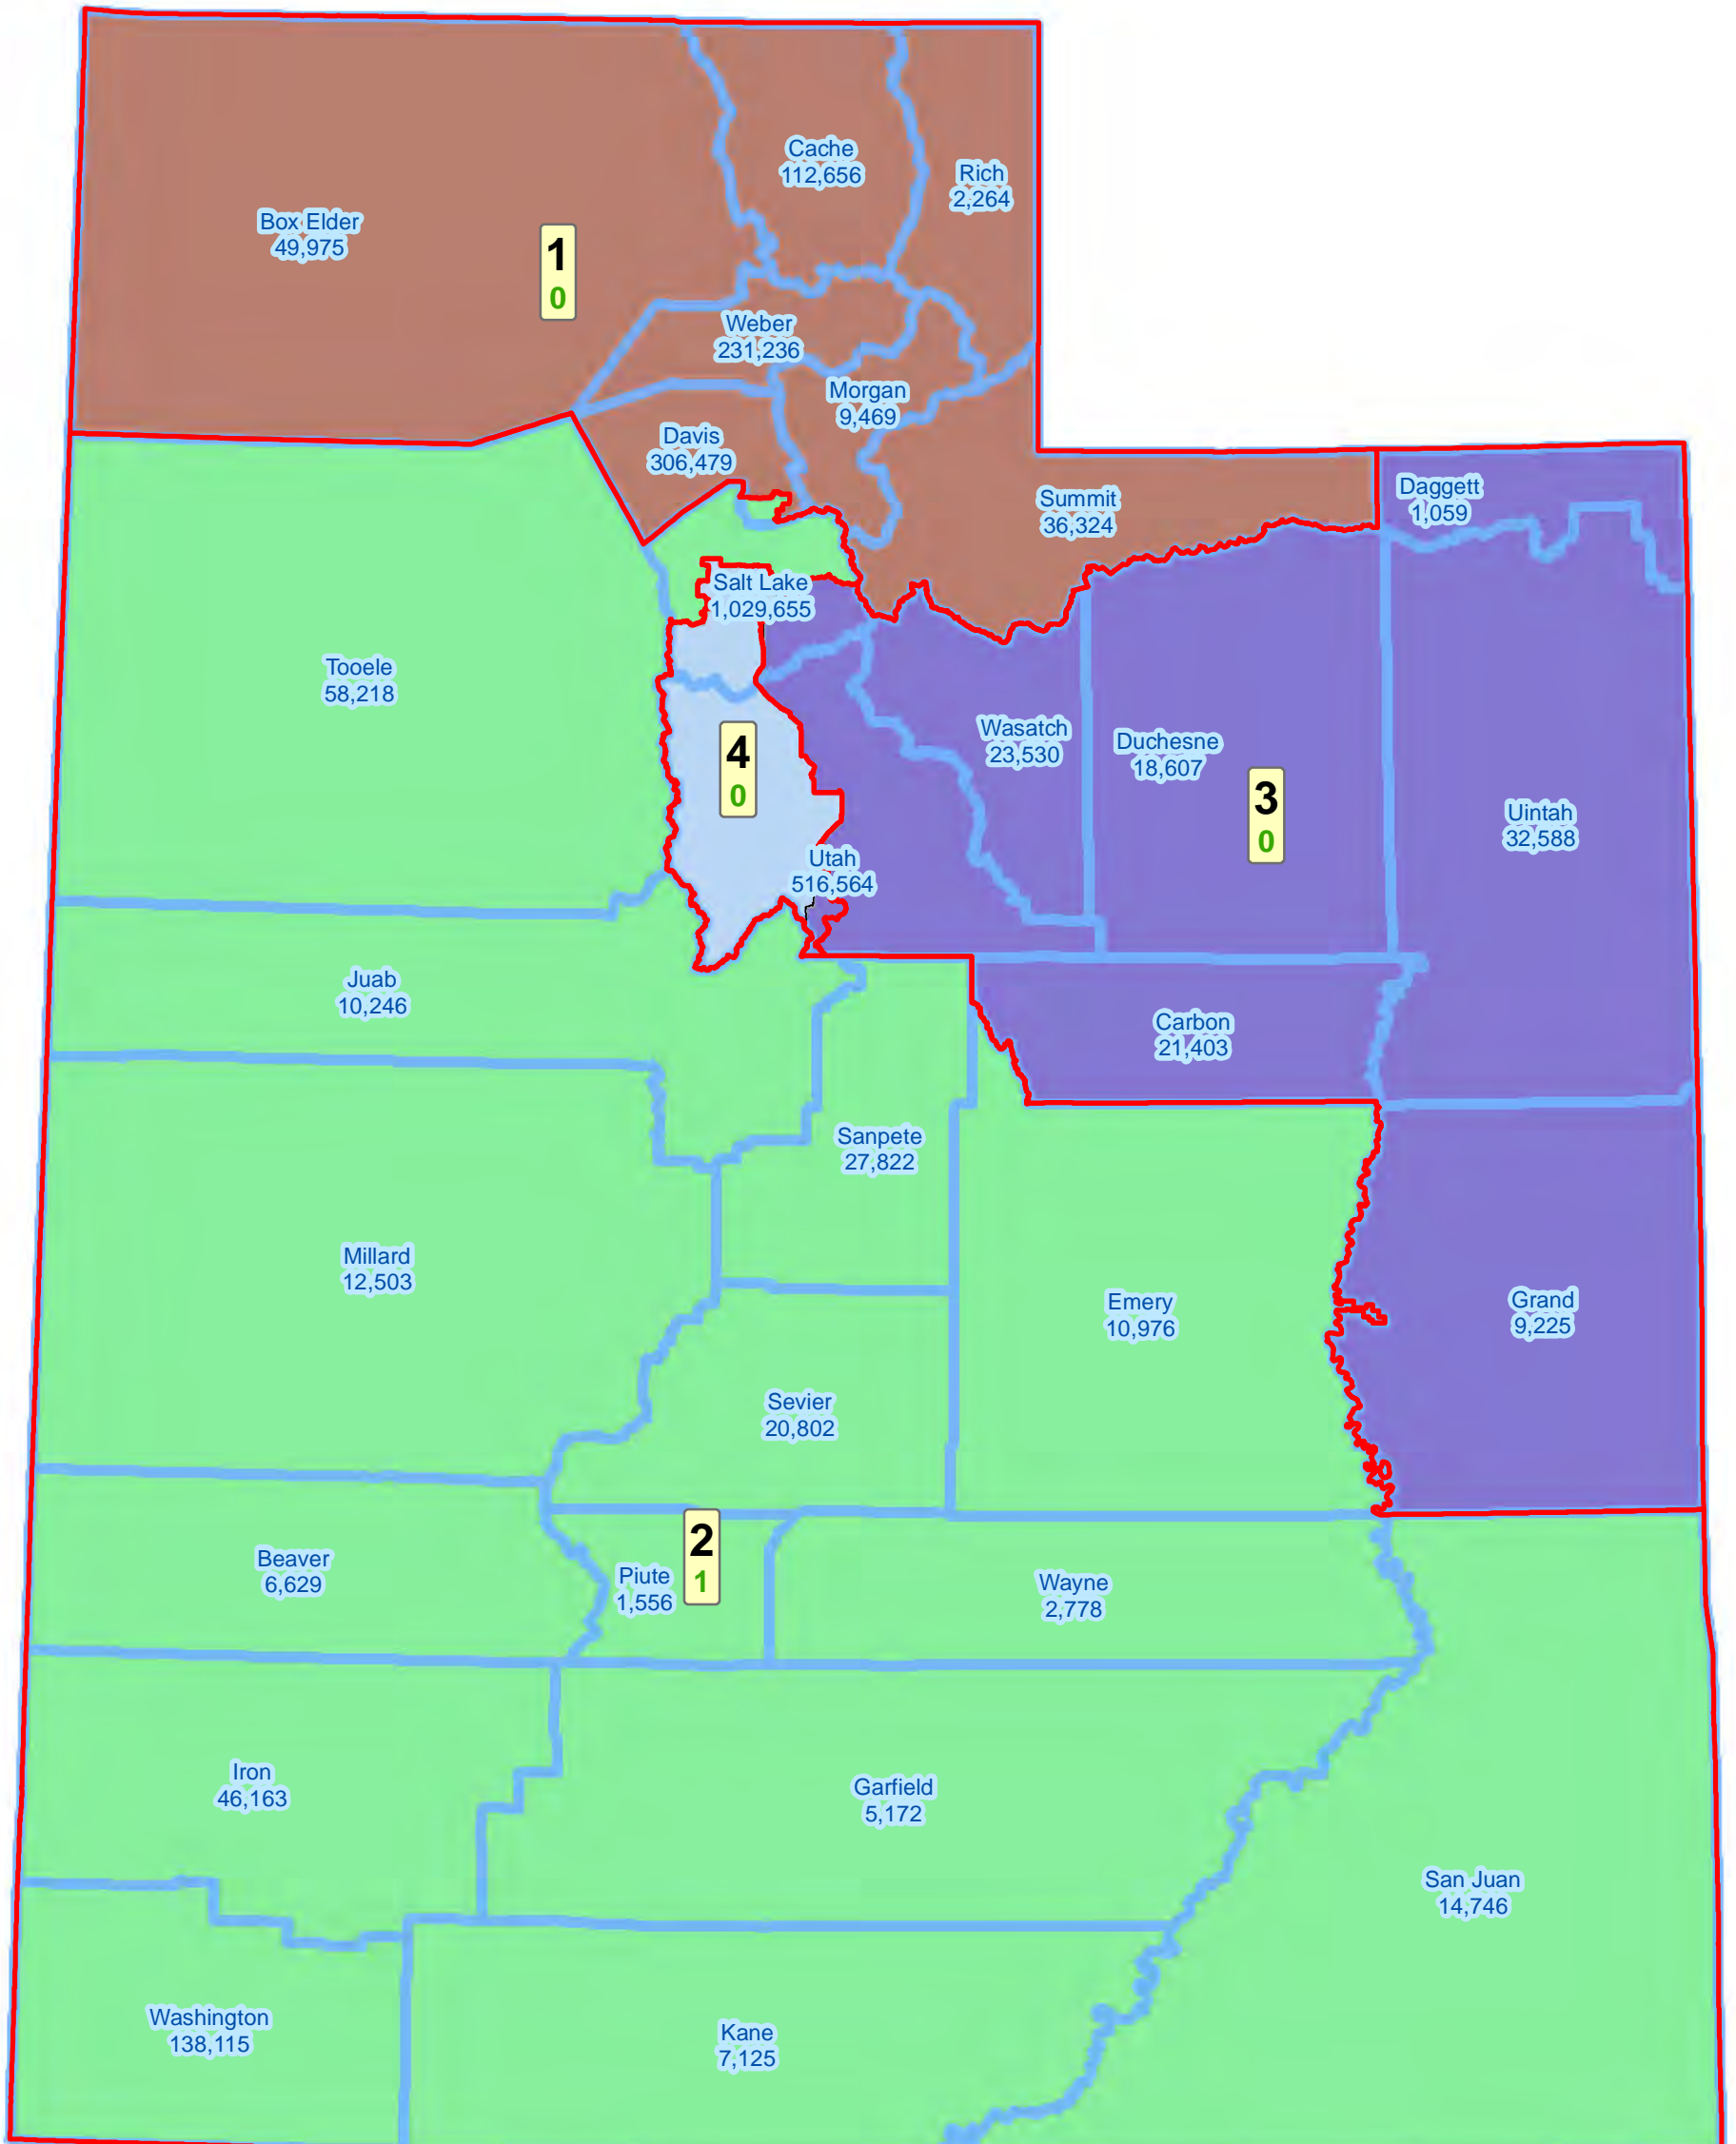 Cache
112,656
Rich
2,264
Box Elder
49,975
1
0
Weber
231,236
Morgan
9,469
Davis
306,479
Summit
36,324
Daggett
1,059
Salt Lake
1,029,655
Tooele
58,218
4
0
Wasatch
23,530
Duchesne
18,607
3
0
Uintah
32,588
Utah
516,564
Juab
10,246
Carbon
21,403
Sanpete
27,822
Millard
12,503
Emery
10,976
Grand
9,225
Sevier
20,802
Beaver
6,629
Piute
1,556
2
1
Wayne
2,778
Iron
46,163
Garfield
5,172
San Juan
14,746
Washington
138,115
Kane
7,125